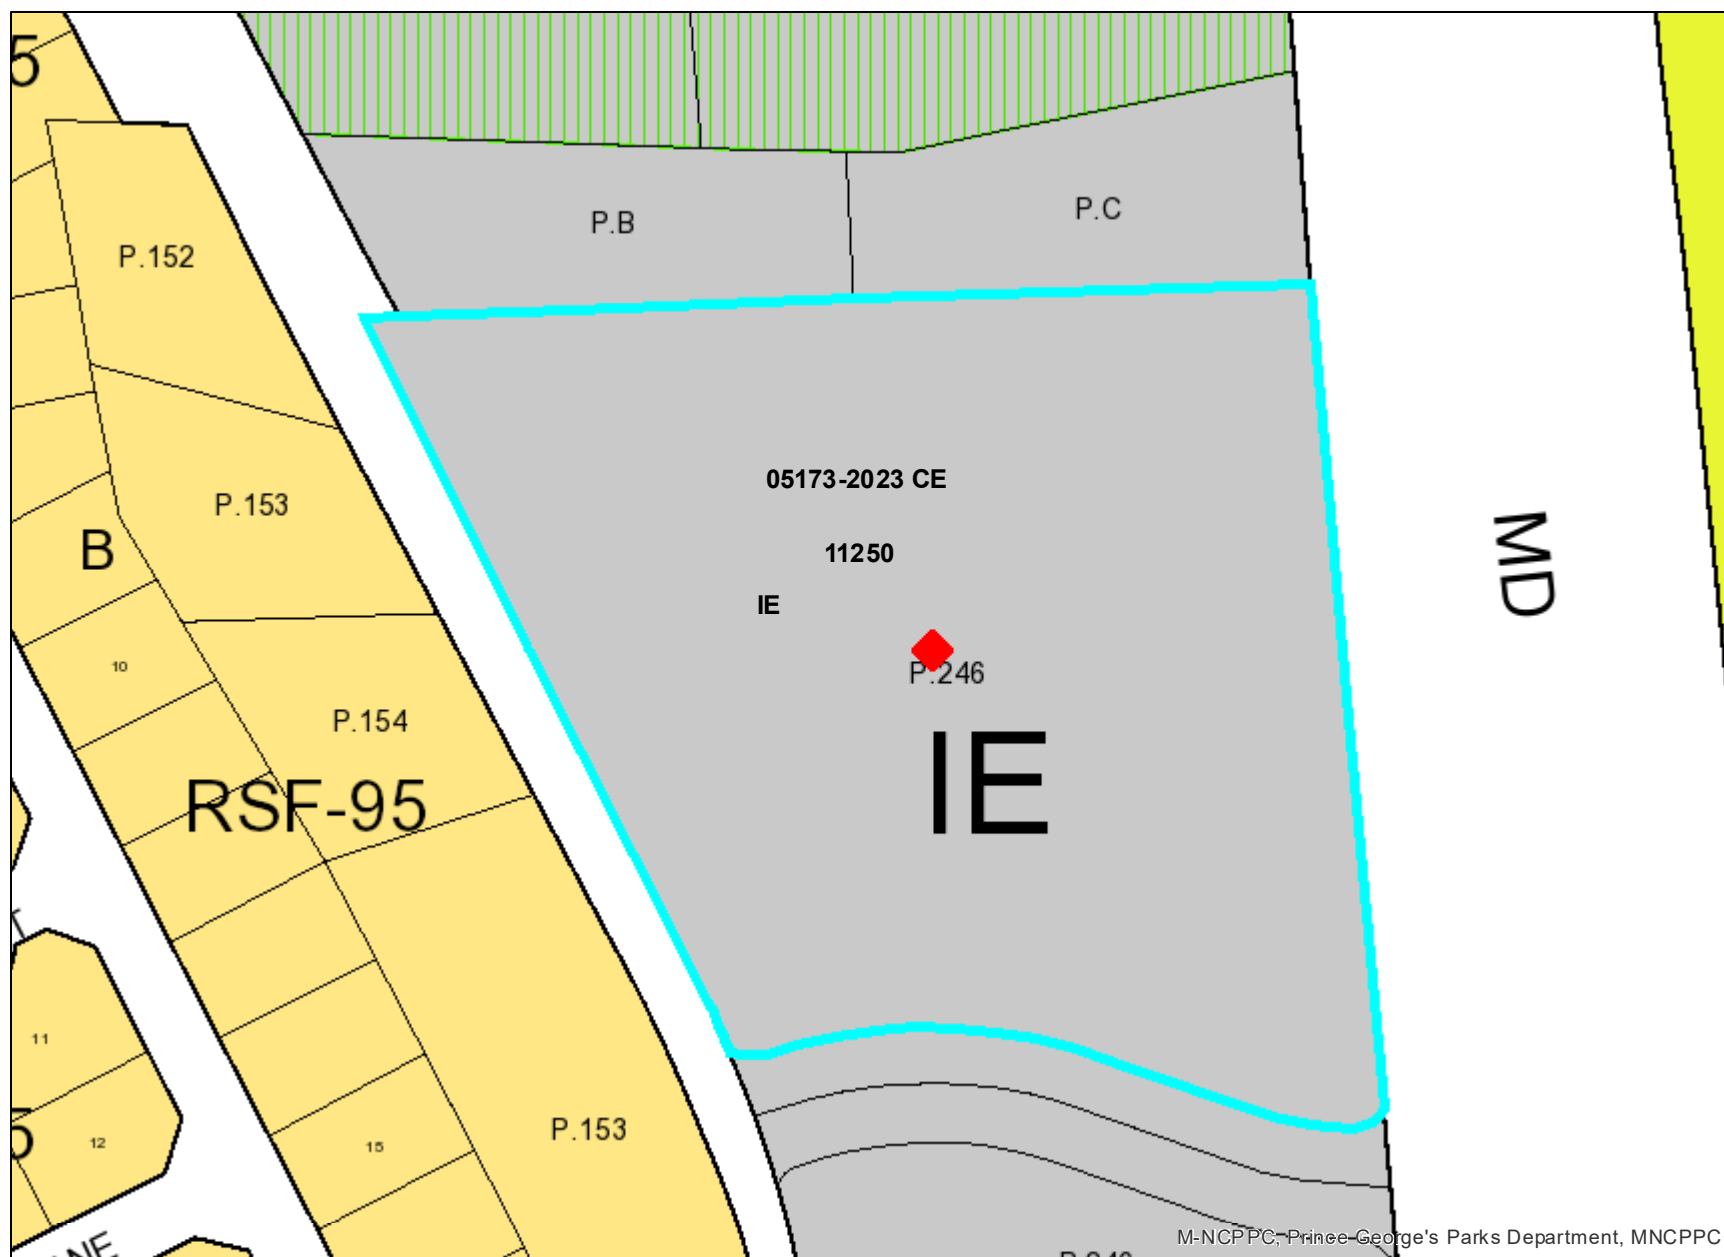 5
P.B
P.C
P.152
05173-2023 CE
P.153
MD
B
11250
IE
10
P.246
P.154
IE
RSF-95
11
12
15
P.153
M-NCPPC, Prince George's Parks Department, MNCPPC